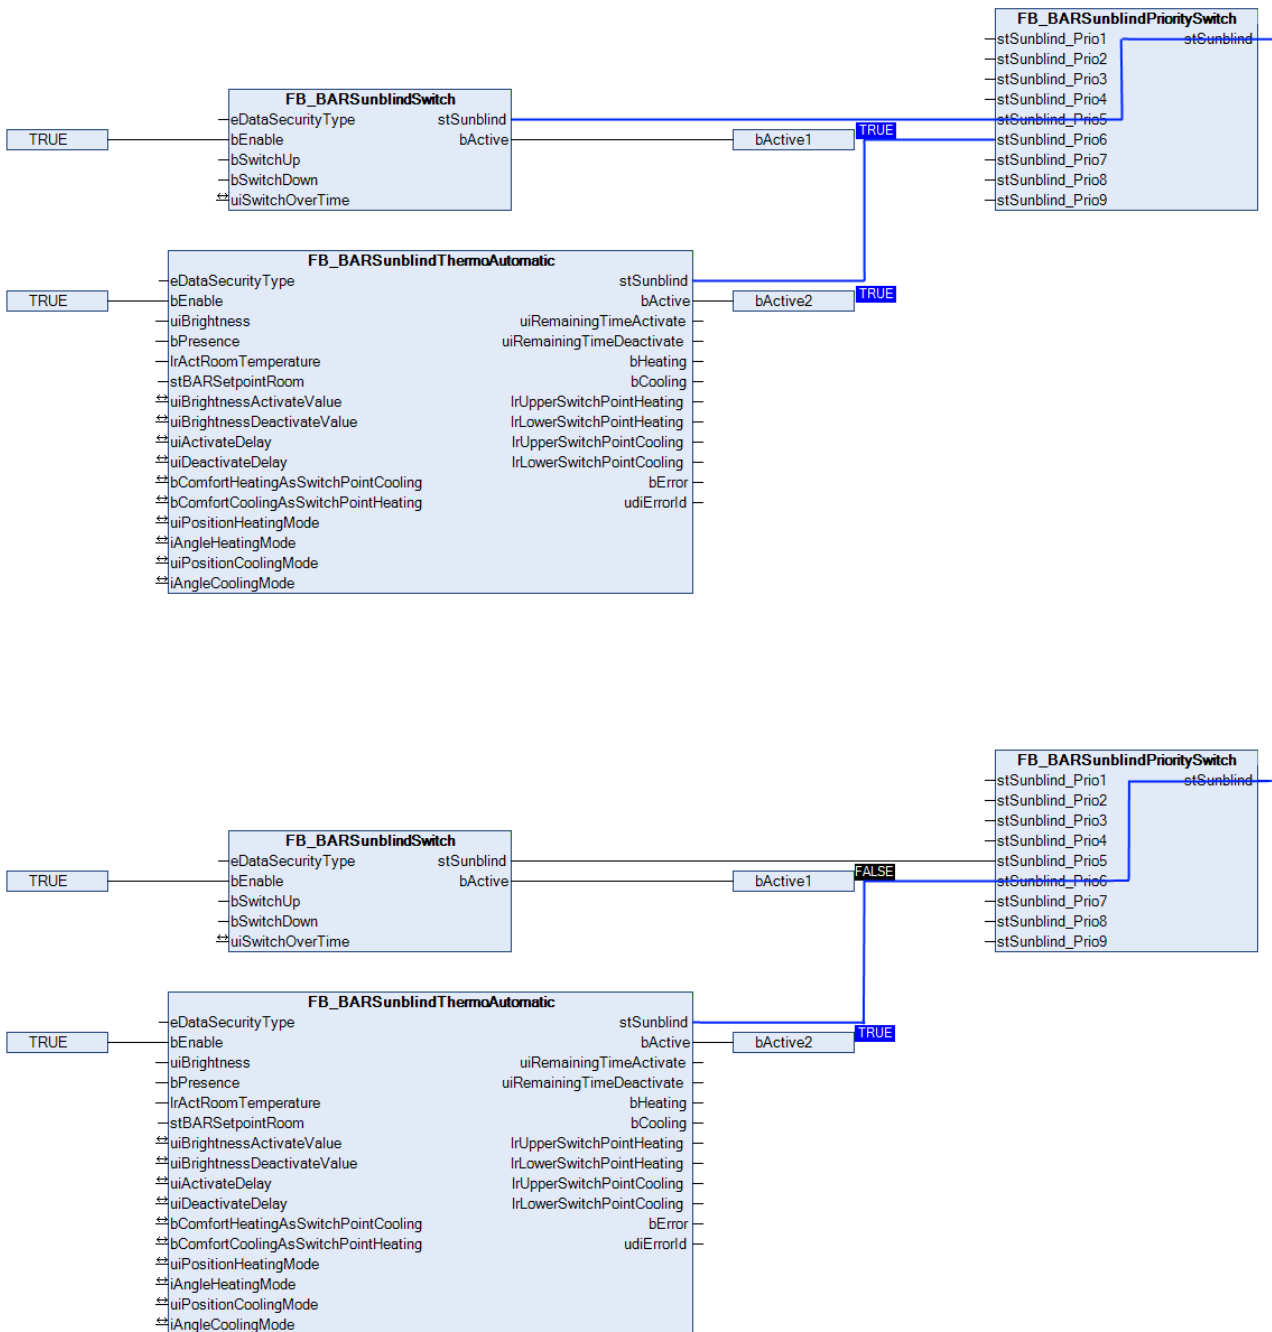 FB_BARSunblindPrioritySwitch
stSunblind_Prio1 stSunblind
stSunblind_Prio2
stSunblind_Prio3
stSunblind_Prio4
stSunblind_Prio5
stSunblind_Prio6
stSunblind_Prio7
stSunblind_Prio8
stSunblind_Prio9
FB_BARSunblindSwitch
eDataSecurityType stSunblind
TRUE bEnable bActive bActive1 TRUE
bSwitchUp
bSwitchDown
uiSwitchOverTime
FB_BARSunblindThermoAutomatic
eDataSecurityType stSunblind
TRUE bEnable bActive bActive2 TRUE
uiBrightness uiRemainingTimeActivate
bPresence uiRemainingTimeDeactivate
lrActRoomTemperature bHeating
stBARSetpointRoom bCooling
uiBrightnessActivateValue lrUpperSwitchPointHeating
uiBrightnessDeactivateValue lrLowerSwitchPointHeating
uiActivateDelay lrUpperSwitchPointCooling
uiDeactivateDelay lrLowerSwitchPointCooling
bComfortHeatingAsSwitchPointCooling bError
bComfortCoolingAsSwitchPointHeating udiErrorId
uiPositionHeatingMode
iAngleHeatingMode
uiPositionCoolingMode
iAngleCoolingMode
FB_BARSunblindPrioritySwitch
stSunblind_Prio1 stSunblind
stSunblind_Prio2
stSunblind_Prio3
stSunblind_Prio4
stSunblind_Prio5
stSunblind_Prio6
stSunblind_Prio7
stSunblind_Prio8
stSunblind_Prio9
FB_BARSunblindSwitch
eDataSecurityType stSunblind
TRUE bEnable bActive bActive1 FALSE
bSwitchUp
bSwitchDown
uiSwitchOverTime
FB_BARSunblindThermoAutomatic
eDataSecurityType stSunblind
TRUE bEnable bActive bActive2 TRUE
uiBrightness uiRemainingTimeActivate
bPresence uiRemainingTimeDeactivate
lrActRoomTemperature bHeating
stBARSetpointRoom bCooling
uiBrightnessActivateValue lrUpperSwitchPointHeating
uiBrightnessDeactivateValue lrLowerSwitchPointHeating
uiActivateDelay lrUpperSwitchPointCooling
uiDeactivateDelay lrLowerSwitchPointCooling
bComfortHeatingAsSwitchPointCooling bError
bComfortCoolingAsSwitchPointHeating udiErrorId
uiPositionHeatingMode
iAngleHeatingMode
uiPositionCoolingMode
iAngleCoolingMode